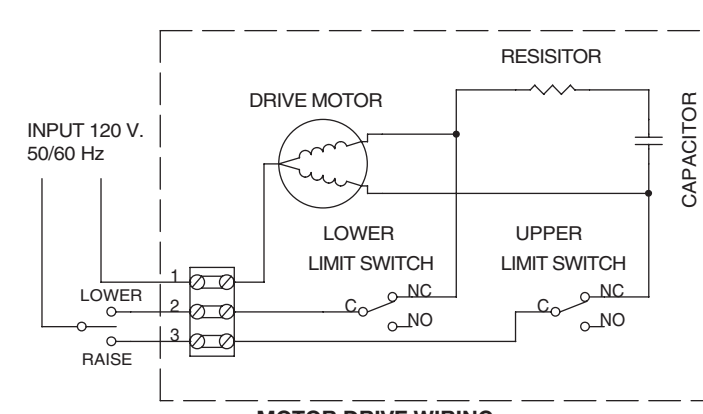 RESISITOR
DRIVE MOTOR
CAPACITOR
INPUT 120 V.
50/60 Hz
LOWER
LIMIT SWITCH
UPPER
LIMIT SWITCH
1
LOWER
2
C
NC
NO
C
NC
NO
3
RAISE
MOTOR DRIVE WIRING